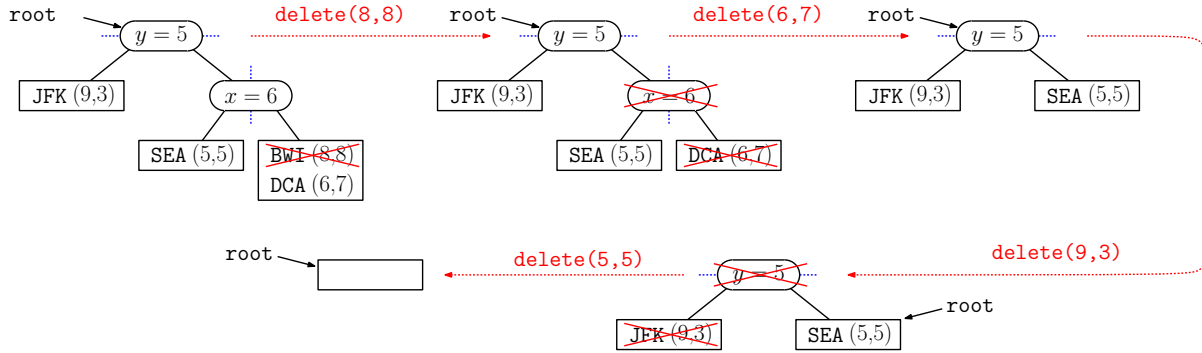 root
delete(8,8)
root
delete(6,7)
root
y = 5
y = 5
y = 5
JFK (9,3)
x = 6
JFK (9,3)
x = 6
JFK (9,3)
SEA (5,5)
SEA (5,5)
BWI (8,8)
DCA (6,7)
SEA (5,5)
DCA (6,7)
delete(9,3)
y = 5
delete(5,5)
root
JFK (9,3)
SEA (5,5)
root